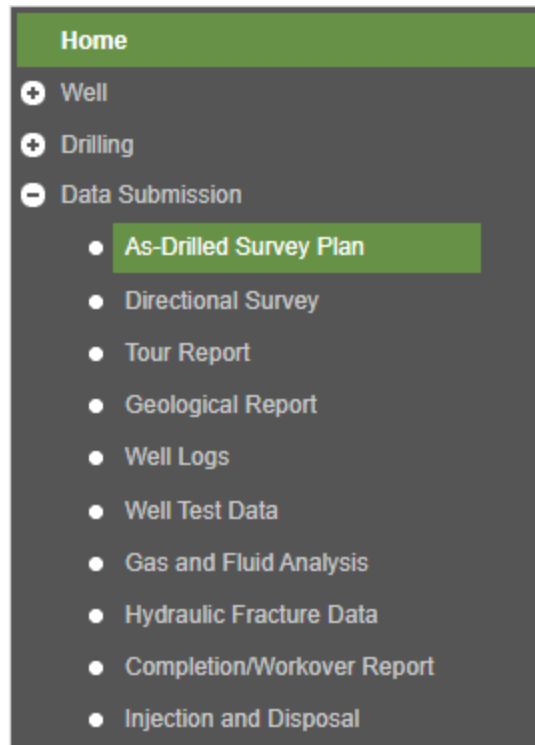 Home
Well
Drilling
Data Submission
As-Drilled Survey Plan
Directional Survey
Tour Report
Geological Report
Well Logs
Well Test Data
Gas and Fluid Analysis
Hydraulic Fracture Data
Completion/Workover Report
Injection and Disposal